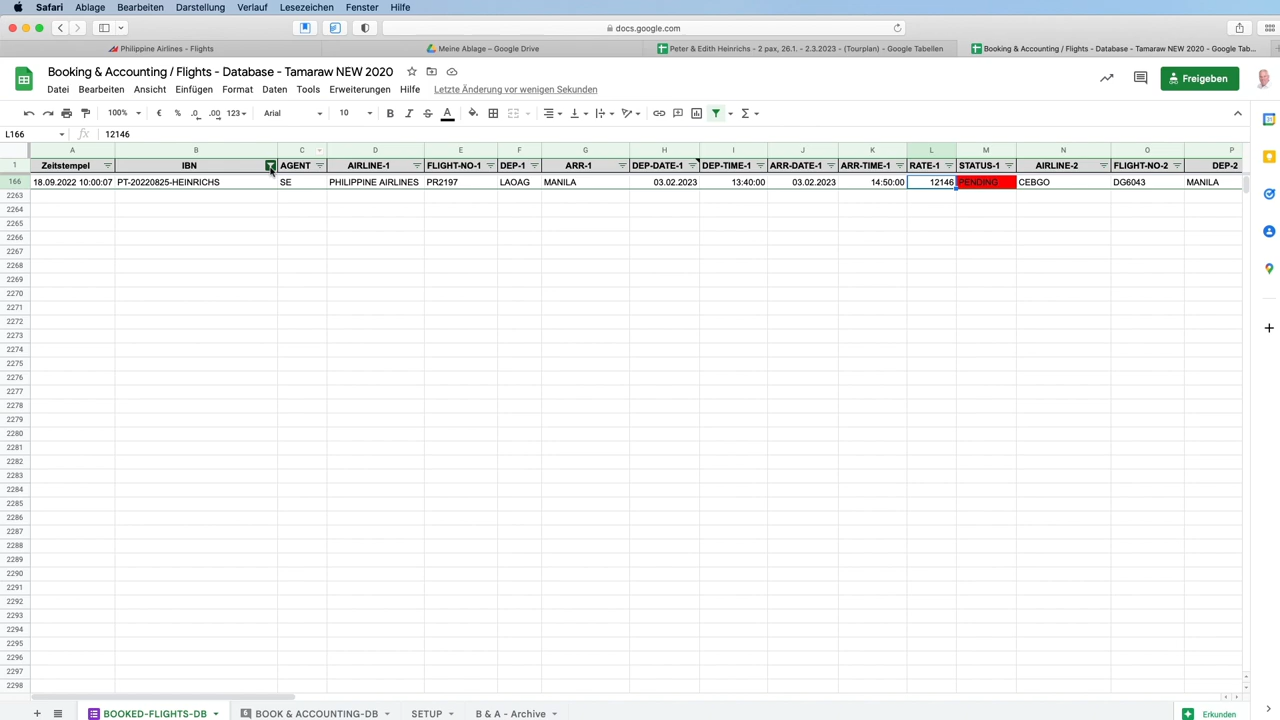 Safari Ablage Bearbeiten Darstellung Verlauf Lesezeichen Fenster Hilfe
docs.google.com
Philippine Airlines - Flights
Meine Ablage – Google Drive
Peter & Edith Heinrichs - 2 pax, 26.1. - 2.3.2023 - (Tourplan) - Google Tabellen
Booking & Accounting / Flights - Database - Tamaraw NEW 2020 - Google Tab...
Booking & Accounting / Flights - Database - Tamaraw NEW 2020
Freigeben
Datei Bearbeiten Ansicht Einfügen Format Daten Tools Erweiterungen Hilfe Letzte Änderung vor wenigen Sekunden
100% € % .0 .00 123 Arial 10 B I S A Σ
L166 fx 12146
A B C D E F G H I J K L M N O P
1 Zeitstempel IBN AGENT AIRLINE-1 FLIGHT-NO-1 DEP-1 ARR-1 DEP-DATE-1 DEP-TIME-1 ARR-DATE-1 ARR-TIME-1 RATE-1 STATUS-1 AIRLINE-2 FLIGHT-NO-2 DEP-2
166 18.09.2022 10:00:07 PT-20220825-HEINRICHS SE PHILIPPINE AIRLINES PR2197 LAOAG MANILA 03.02.2023 13:40:00 03.02.2023 14:50:00 12146 PENDING CEBGO DG6043 MANILA
2263
2264
2265
2266
2267
2268
2269
2270
2271
2272
2273
2274
2275
2276
2277
2278
2279
2280
2281
2282
2283
2284
2285
2286
2287
2288
2289
2290
2291
2292
2293
2294
2295
2296
2297
2298
BOOKED-FLIGHTS-DB 6 BOOK & ACCOUNTING-DB SETUP B & A - Archive Erkunden